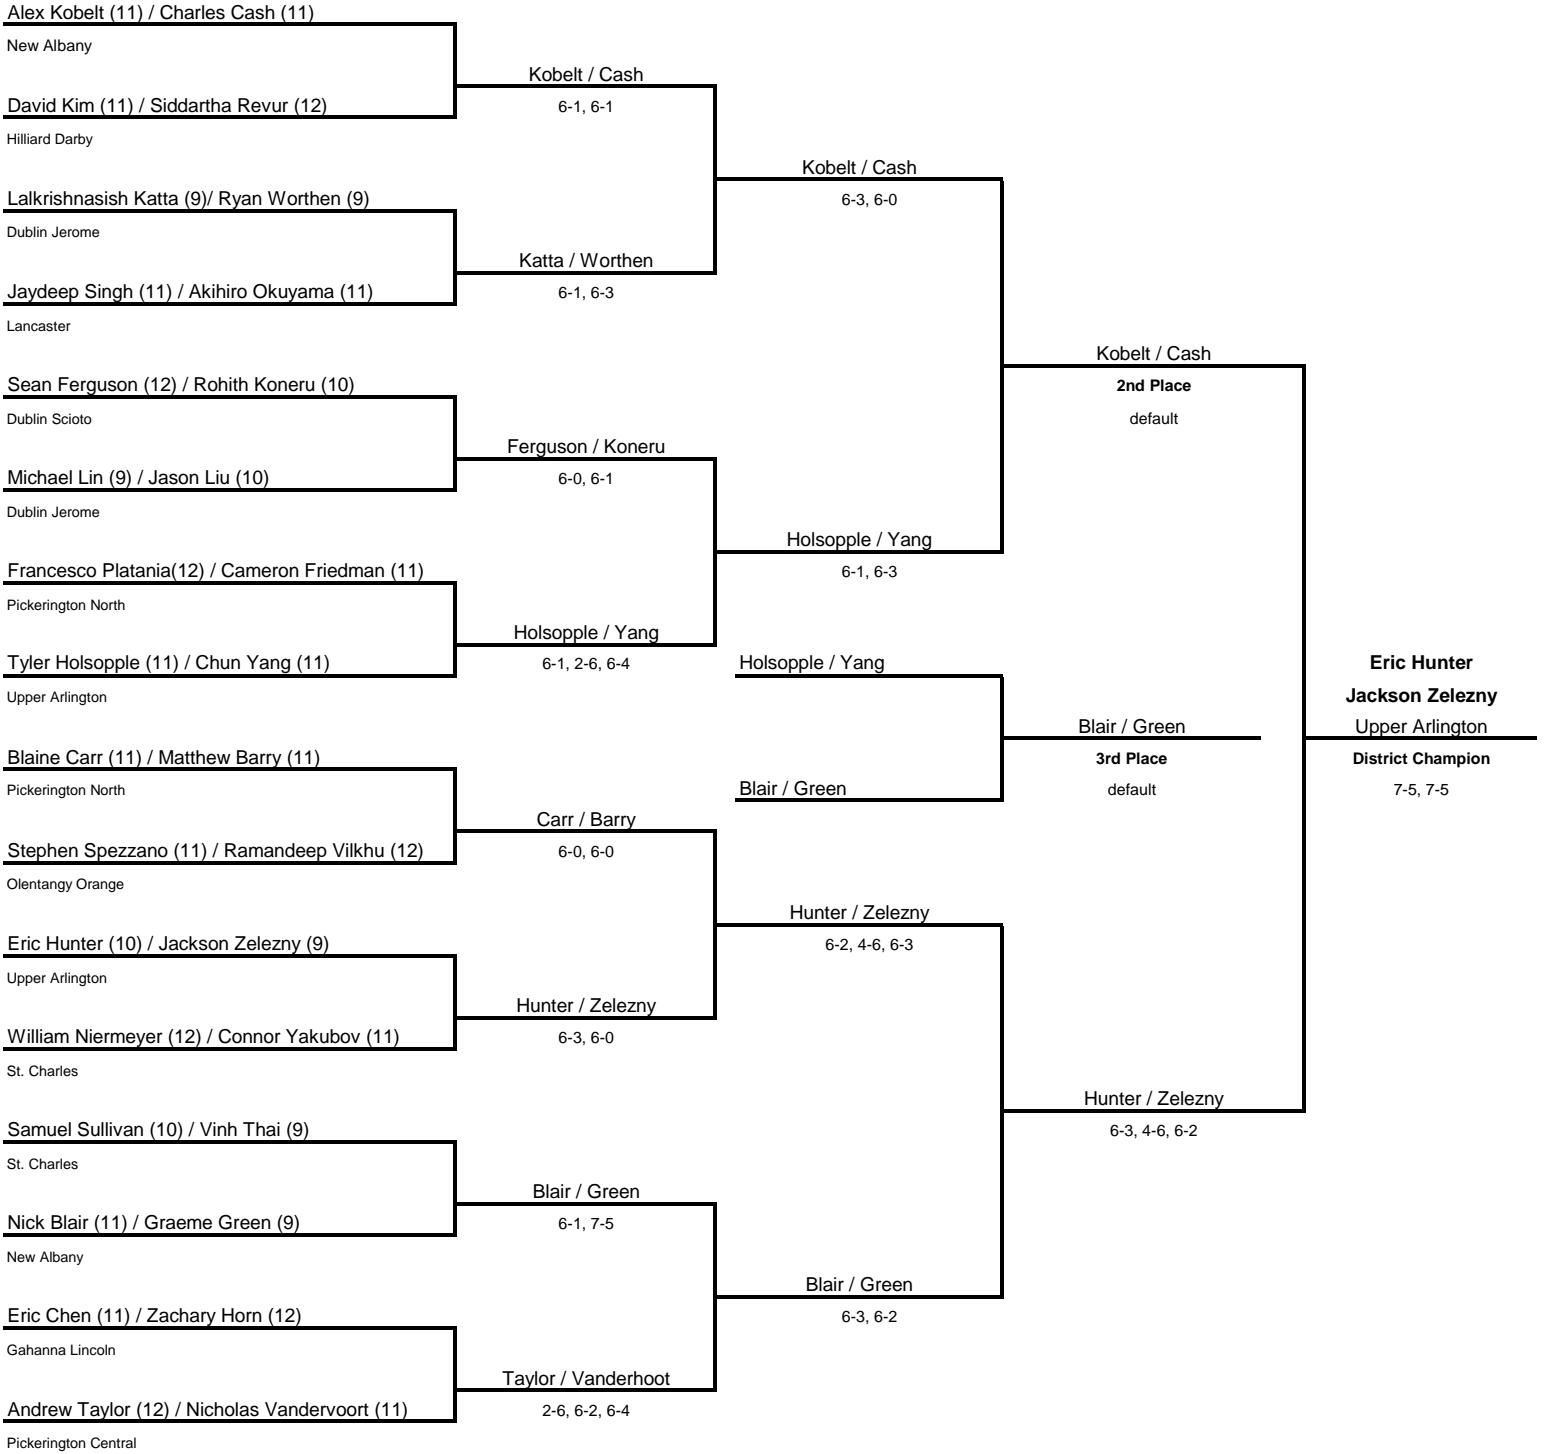 Alex Kobelt (11) / Charles Cash (11)
New Albany
Kobelt / Cash
David Kim (11) / Siddartha Revur (12)
6-1, 6-1
Hilliard Darby
Kobelt / Cash
Lalkrishnasish Katta (9)/ Ryan Worthen (9)
6-3, 6-0
Dublin Jerome
Katta / Worthen
Jaydeep Singh (11) / Akihiro Okuyama (11)
6-1, 6-3
Lancaster
Kobelt / Cash
Sean Ferguson (12) / Rohith Koneru (10)
2nd Place
Dublin Scioto
default
Ferguson / Koneru
Michael Lin (9) / Jason Liu (10)
6-0, 6-1
Dublin Jerome
Holsopple / Yang
Francesco Platania(12) / Cameron Friedman (11)
6-1, 6-3
Pickerington North
Holsopple / Yang
Tyler Holsopple (11) / Chun Yang (11)
6-1, 2-6, 6-4
Holsopple / Yang
Eric Hunter
Upper Arlington
Jackson Zelezny
Blair / Green
Upper Arlington
Blaine Carr (11) / Matthew Barry (11)
3rd Place
District Champion
Pickerington North
Blair / Green
default
7-5, 7-5
Carr / Barry
Stephen Spezzano (11) / Ramandeep Vilkhu (12)
6-0, 6-0
Olentangy Orange
Hunter / Zelezny
Eric Hunter (10) / Jackson Zelezny (9)
6-2, 4-6, 6-3
Upper Arlington
Hunter / Zelezny
William Niermeyer (12) / Connor Yakubov (11)
6-3, 6-0
St. Charles
Hunter / Zelezny
Samuel Sullivan (10) / Vinh Thai (9)
6-3, 4-6, 6-2
St. Charles
Blair / Green
Nick Blair (11) / Graeme Green (9)
6-1, 7-5
New Albany
Blair / Green
Eric Chen (11) / Zachary Horn (12)
6-3, 6-2
Gahanna Lincoln
Taylor / Vanderhoot
Andrew Taylor (12) / Nicholas Vandervoort (11)
2-6, 6-2, 6-4
Pickerington Central